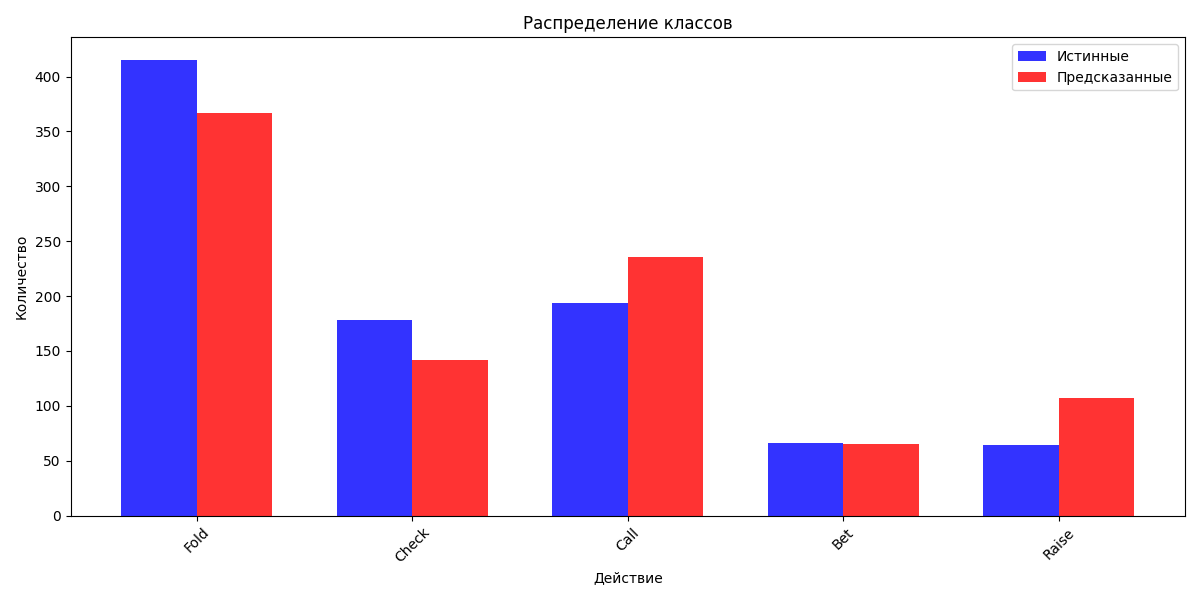 Распределение классов
Истинные
Предсказанные
Количество
400
350
300
250
200
150
100
50
0
Fold
Check
Call
Bet
Raise
Действие